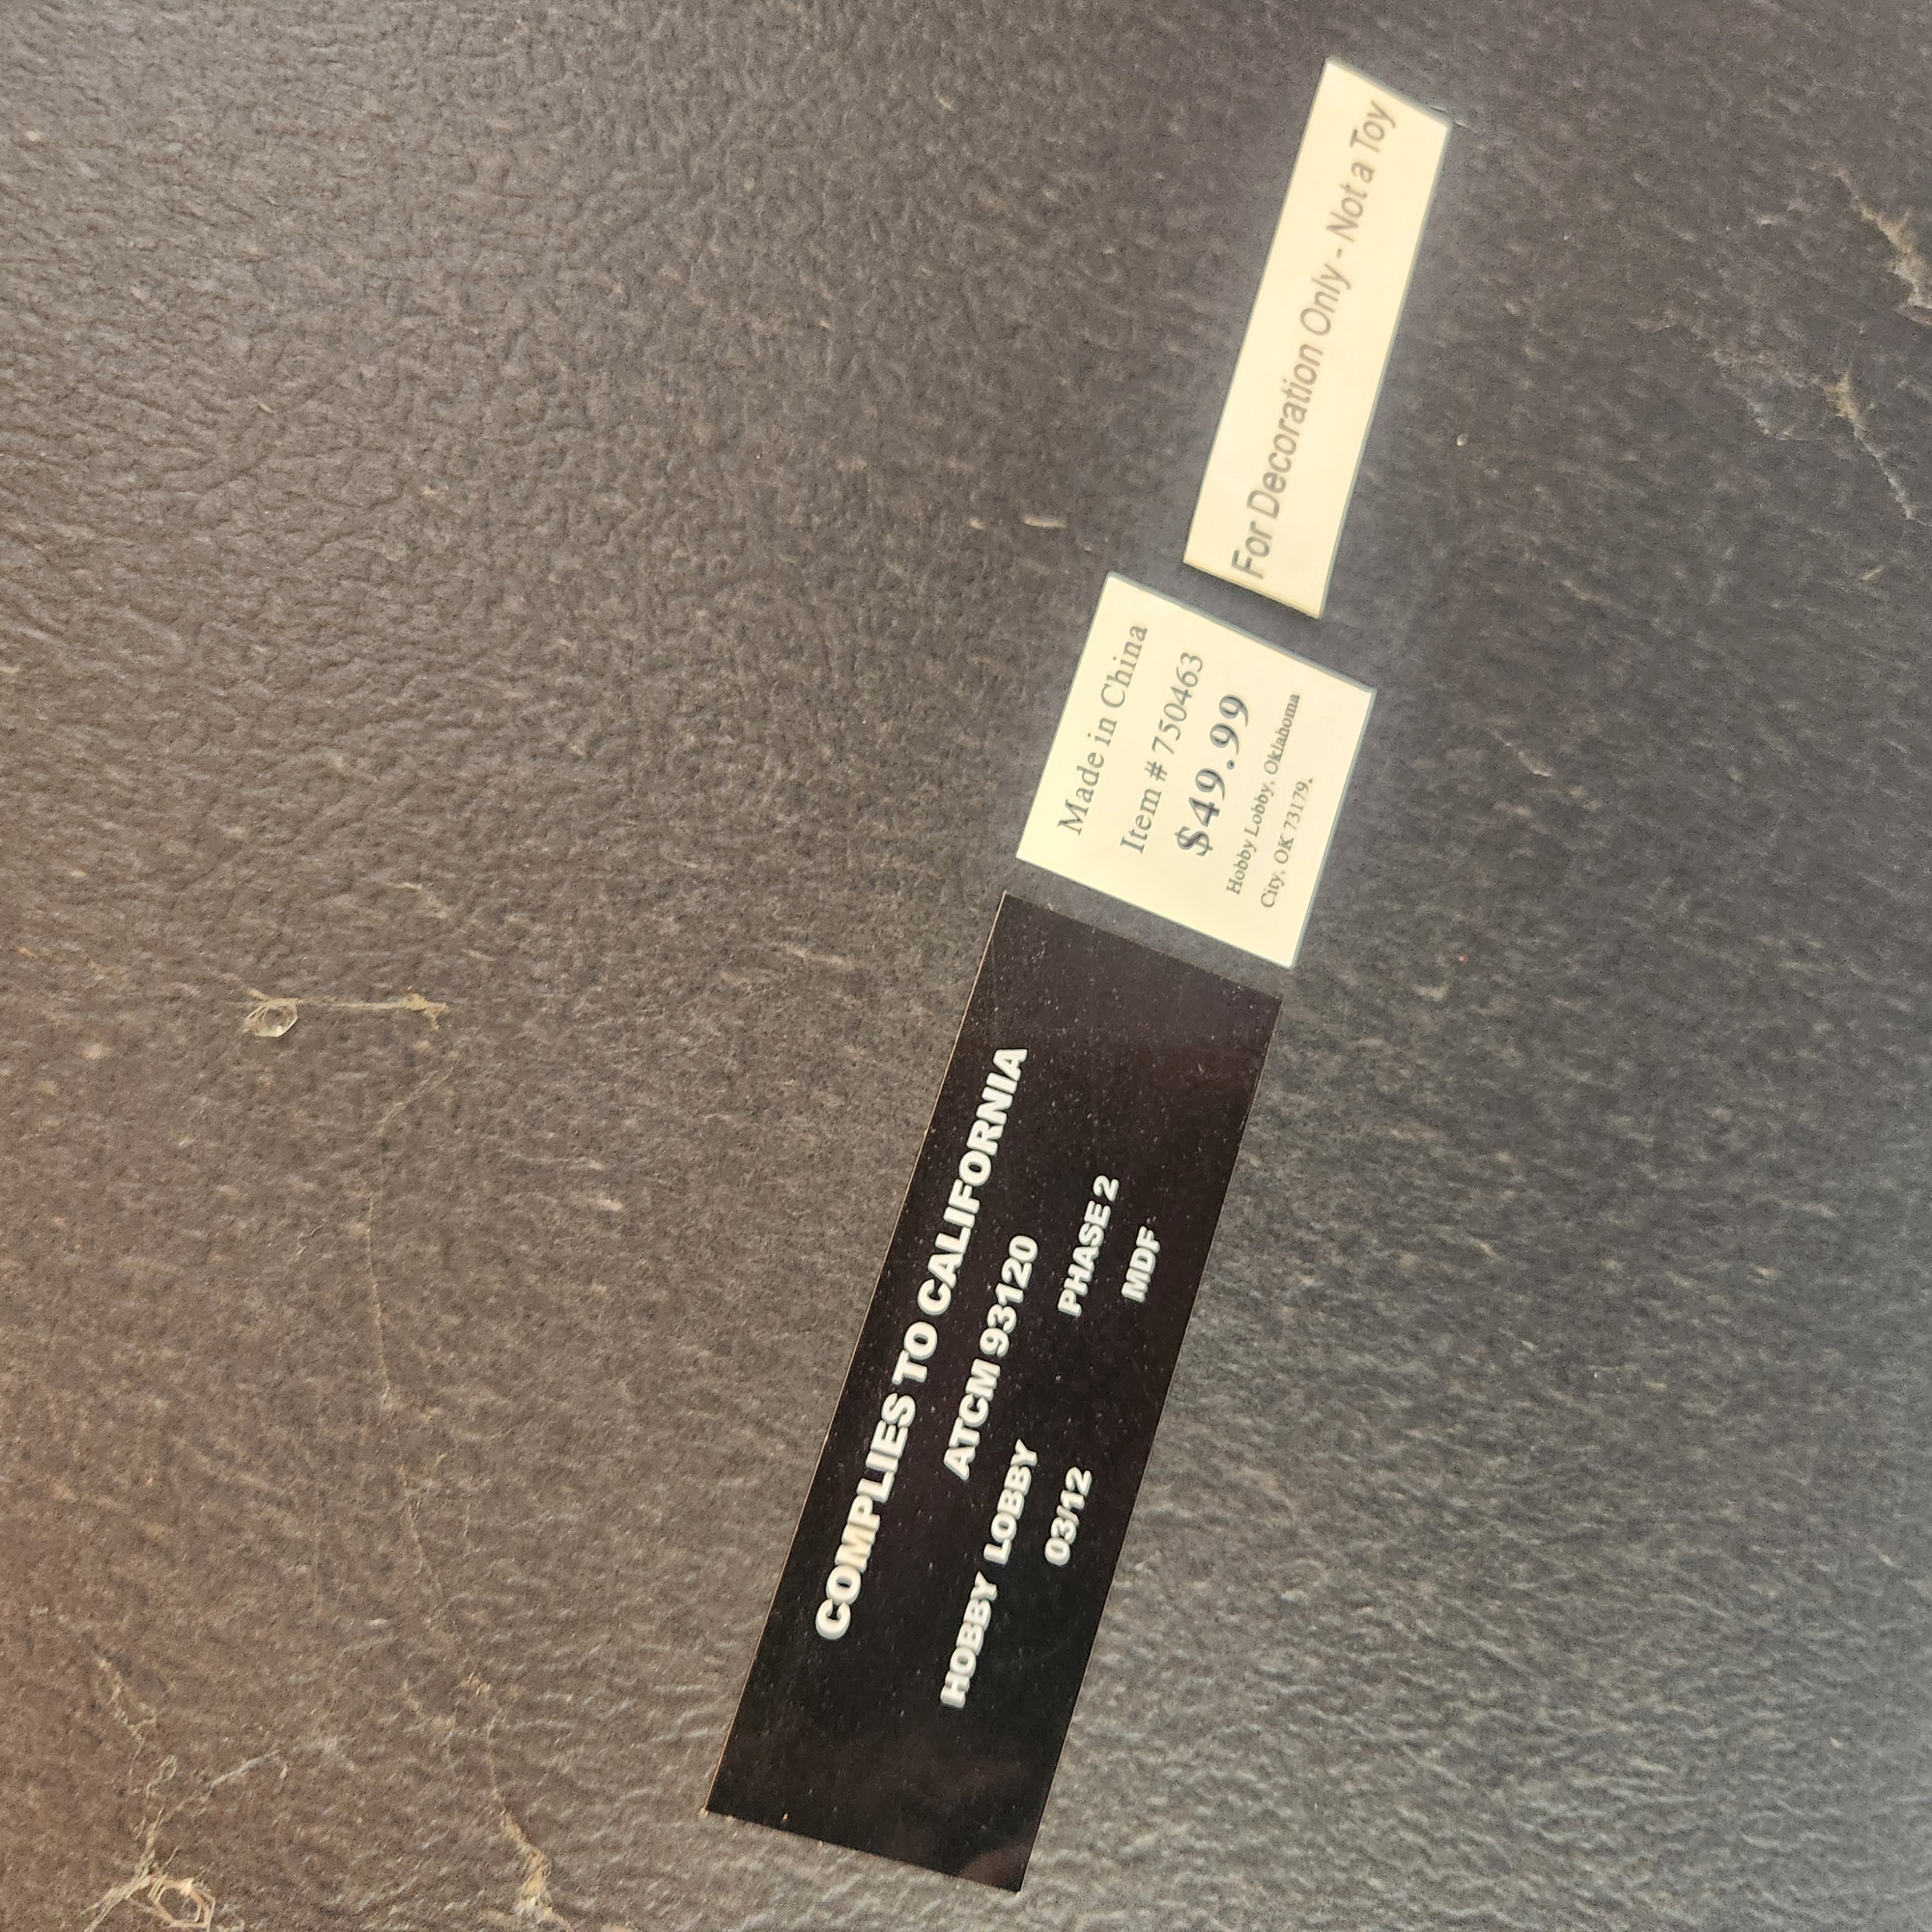 For Decoration Only - Not a Toy
Made in China
Item # 750463
$49.99
Hobby Lobby, Oklahoma
City, OK 73179.
COMPLIES TO CALIFORNIA
ATCM 93120
HOBBY LOBBY PHASE 2
03/12 MDF